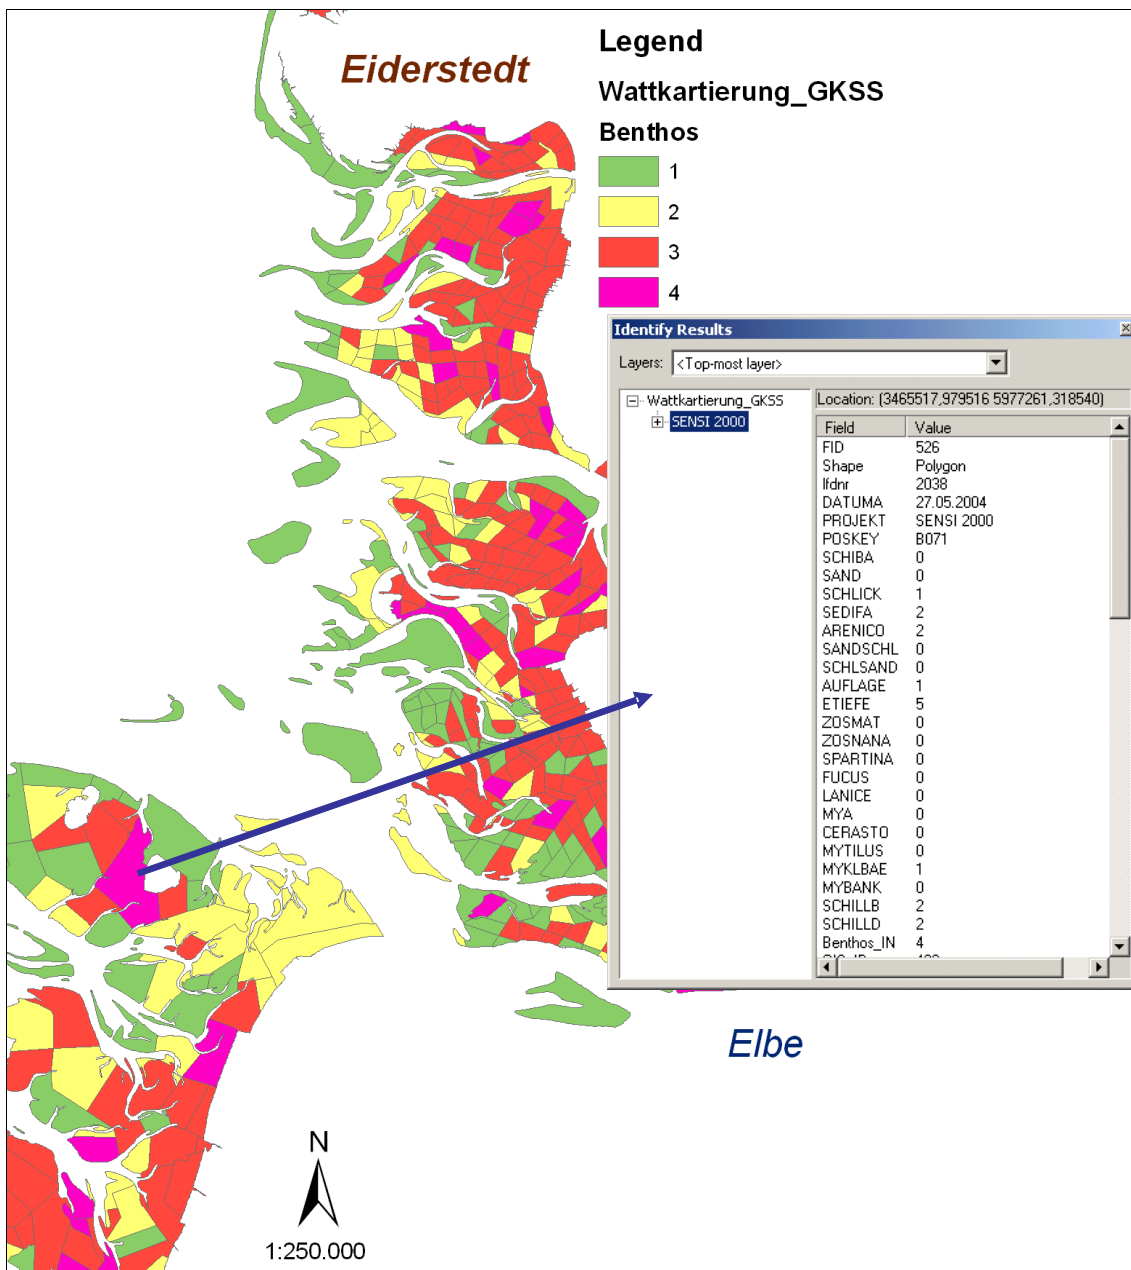 Eiderstedt
Legend
Wattkartierung_GKSS
Benthos
1
2
3
4
Identify Results
Layers: <Top-most layer>
Wattkartierung_GKSS
SENSI 2000
Location: (3465517,979516 5977261,318540)
Field Value
FID 526
Shape Polygon
lfdnr 2038
DATUMA 27.05.2004
PROJEKT SENSI 2000
POSKEY B071
SCHIBA 0
SAND 0
SCHLICK 1
SEDIFA 2
ARENICO 2
SANDSCHL 0
SCHLSAND 0
AUFLAGE 1
ETIEFE 5
ZOSMAT 0
ZOSNANA 0
SPARTINA 0
FUCUS 0
LANICE 0
MYA 0
CERASTO 0
MYTILUS 0
MYKLBAE 1
MYBANK 0
SCHILLB 2
SCHILLD 2
Benthos_IN 4
Elbe
N
1:250.000